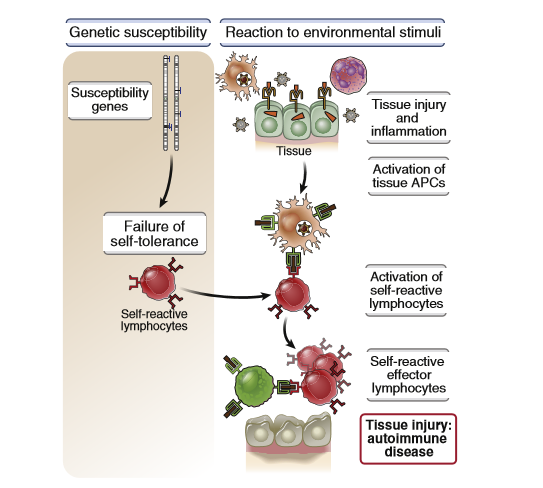 Genetic susceptibility
Reaction to environmental stimuli
Susceptibility
genes
Tissue injury
and
inflammation
Tissue
Activation of
tissue APCs
Failure of
self-tolerance
Self-reactive
lymphocytes
Activation of
self-reactive
lymphocytes
Self-reactive
effector
lymphocytes
Tissue injury:
autoimmune
disease